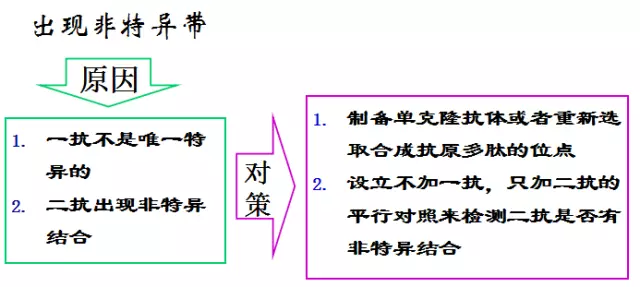 出现非特异带
原因
1. 一抗不是唯一特
异的
2. 二抗出现非特异
结合
对
策
1. 制备单克隆抗体或者重新选
取合成抗原多肽的位点
2. 设立不加一抗，只加二抗的
平行对照来检测二抗是否有
非特异结合